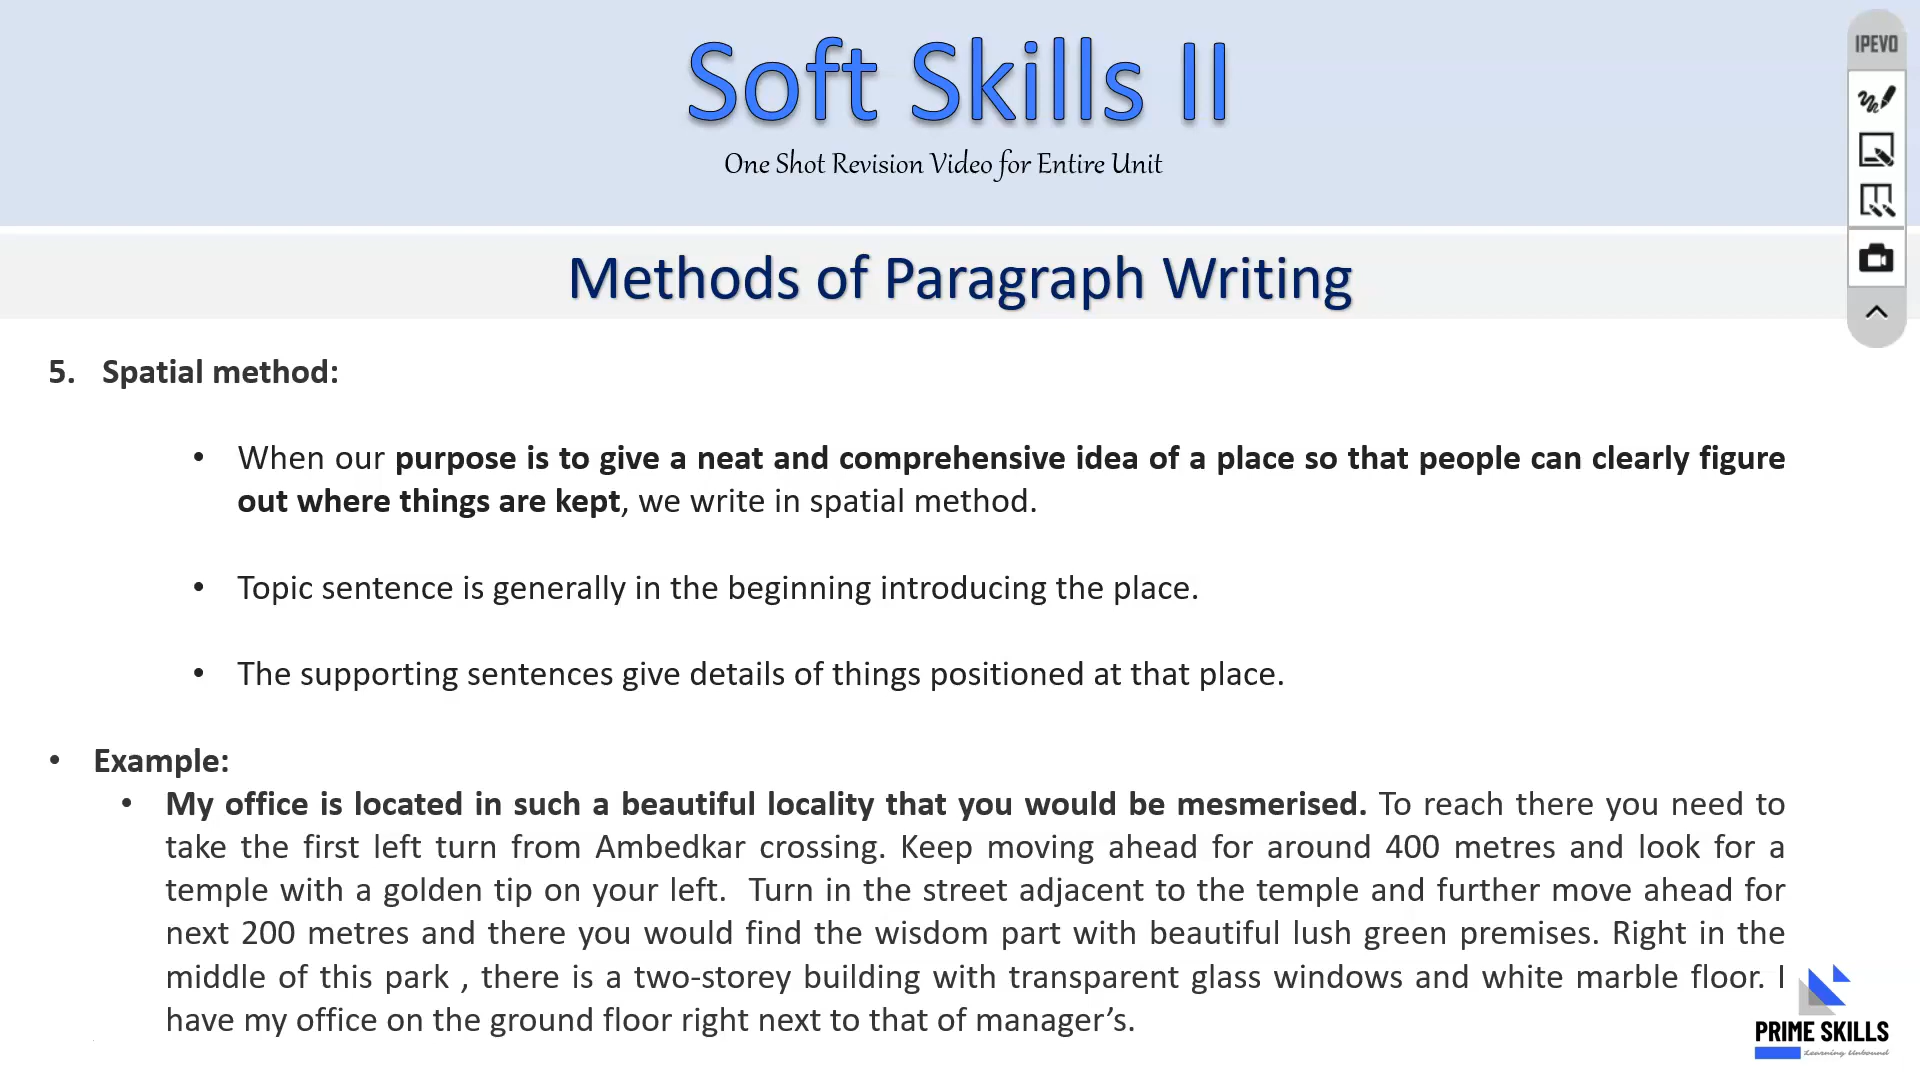 Soft Skills II
IPEVO
One Shot Revision Video for Entire Unit
Methods of Paragraph Writing
5. Spatial method:
• When our purpose is to give a neat and comprehensive idea of a place so that people can clearly figure
out where things are kept, we write in spatial method.
• Topic sentence is generally in the beginning introducing the place.
• The supporting sentences give details of things positioned at that place.
• Example:
• My office is located in such a beautiful locality that you would be mesmerised. To reach there you need to
take the first left turn from Ambedkar crossing. Keep moving ahead for around 400 metres and look for a
temple with a golden tip on your left. Turn in the street adjacent to the temple and further move ahead for
next 200 metres and there you would find the wisdom part with beautiful lush green premises. Right in the
middle of this park , there is a two-storey building with transparent glass windows and white marble floor. I
have my office on the ground floor right next to that of manager’s.
PRIME SKILLS
Learning Unbound